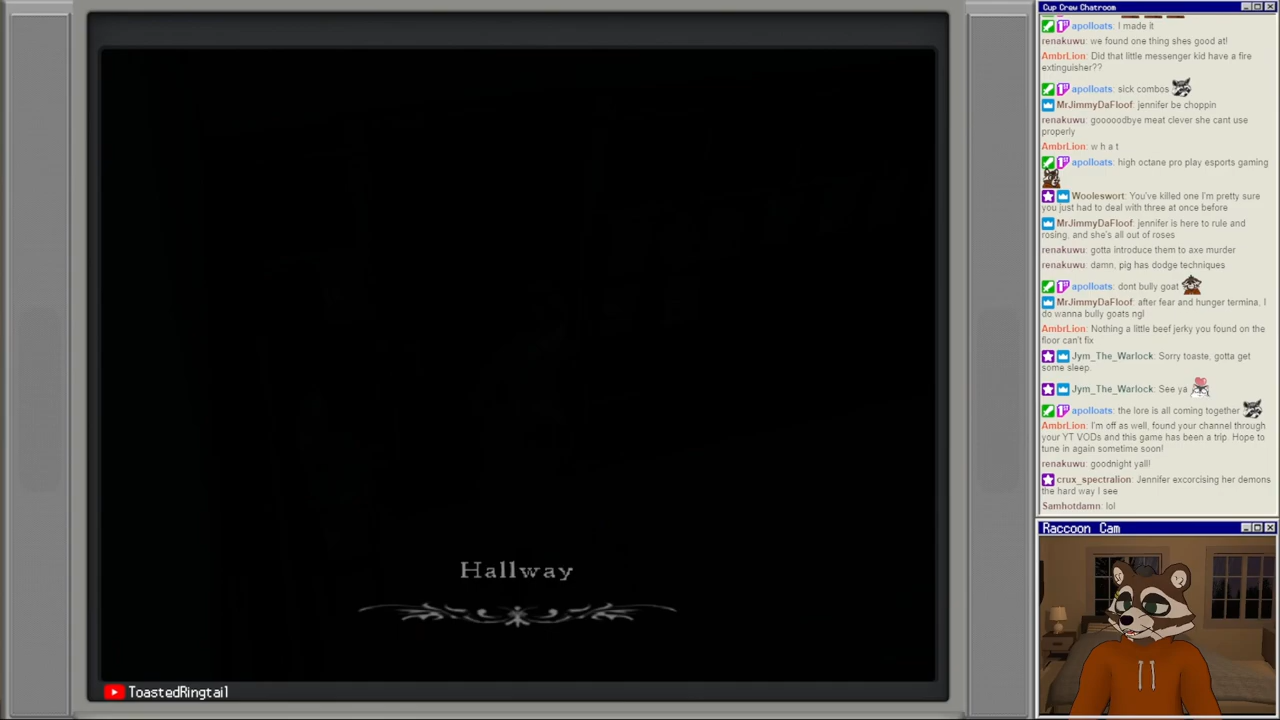 Hallway
ToastedRingtail
Cup Crew Chatroom
apolloats: I made it
renakuwu: we found one thing shes good at!
AmbrLion: Did that little messenger kid have a fire
extinguisher??
apolloats: sick combos
MrJimmyDaFloof: jennifer be choppin
renakuwu: gooooodbye meat clever she cant use
properly
AmbrLion: w h a t
apolloats: high octane pro play esports gaming
Wooleswort: You've killed one I'm pretty sure
you just had to deal with three at once before
MrJimmyDaFloof: jennifer is here to rule and
rosing, and she's all out of roses
renakuwu: gotta introduce them to axe murder
renakuwu: damn, pig has dodge techniques
apolloats: dont bully goat
MrJimmyDaFloof: after fear and hunger termina, I
do wanna bully goats ngl
AmbrLion: Nothing a little beef jerky you found on the
floor can't fix
Jym_The_Warlock: Sorry toaste, gotta get
some sleep.
Jym_The_Warlock: See ya
apolloats: the lore is all coming together
AmbrLion: I'm off as well, found your channel through
your YT VODs and this game has been a trip. Hope to
tune in again sometime soon!
renakuwu: goodnight yall!
crux_spectralion: Jennifer excorcising her demons
the hard way I see
Samhotdamn: lol
Raccoon Cam